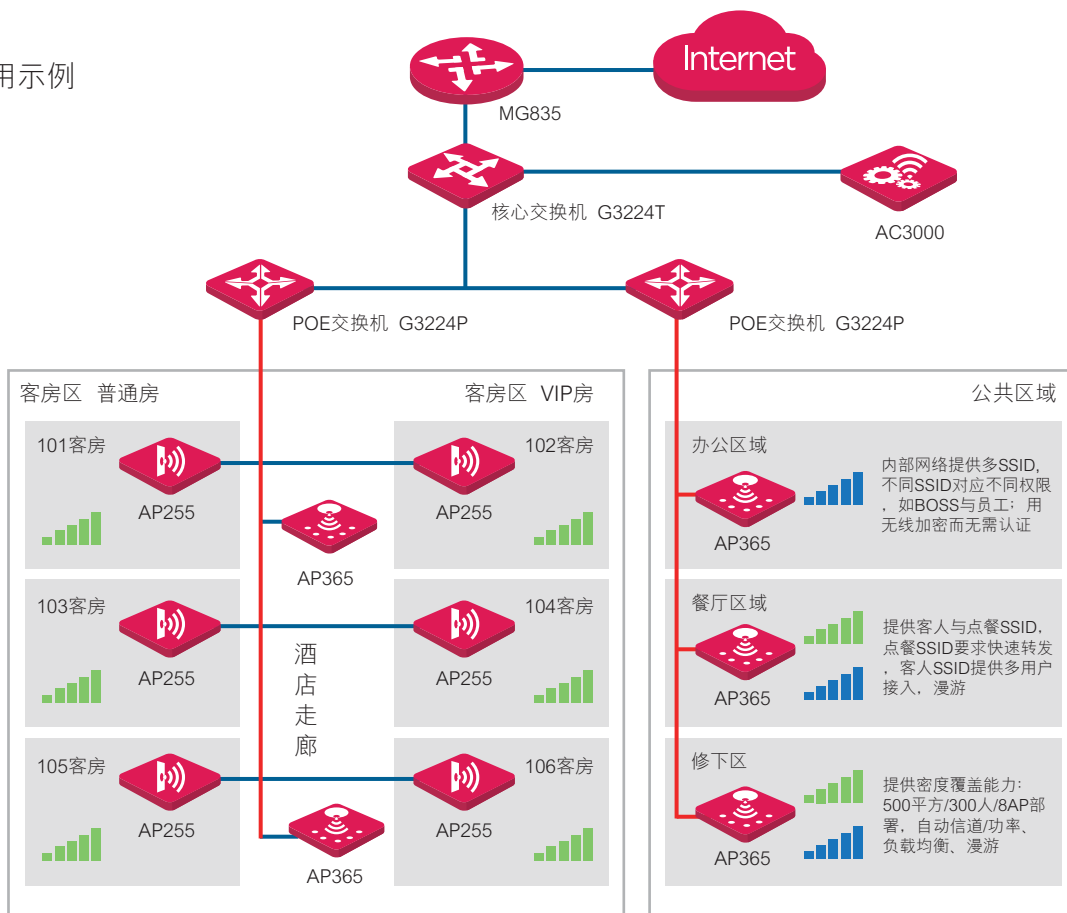 用示例
Internet
MG835
核心交换机 G3224T
AC3000
POE交换机 G3224P
POE交换机 G3224P
客房区 普通房
客房区 VIP房
101客房
AP255
102客房
AP255
AP365
103客房
AP255
104客房
AP255
酒店走廊
105客房
AP255
106客房
AP255
AP365
公共区域
办公区域
AP365
内部网络提供多SSID,
不同SSID对应不同权限
，如BOSS与员工：用
无线加密而无需认证
餐厅区域
AP365
提供客人与点餐SSID,
点餐SSID要求快速转发
，客人SSID提供多用户
接入，漫游
修下区
AP365
提供密度覆盖能力：
500平方/300人/8AP部
署，自动信道/功率、
负载均衡、漫游